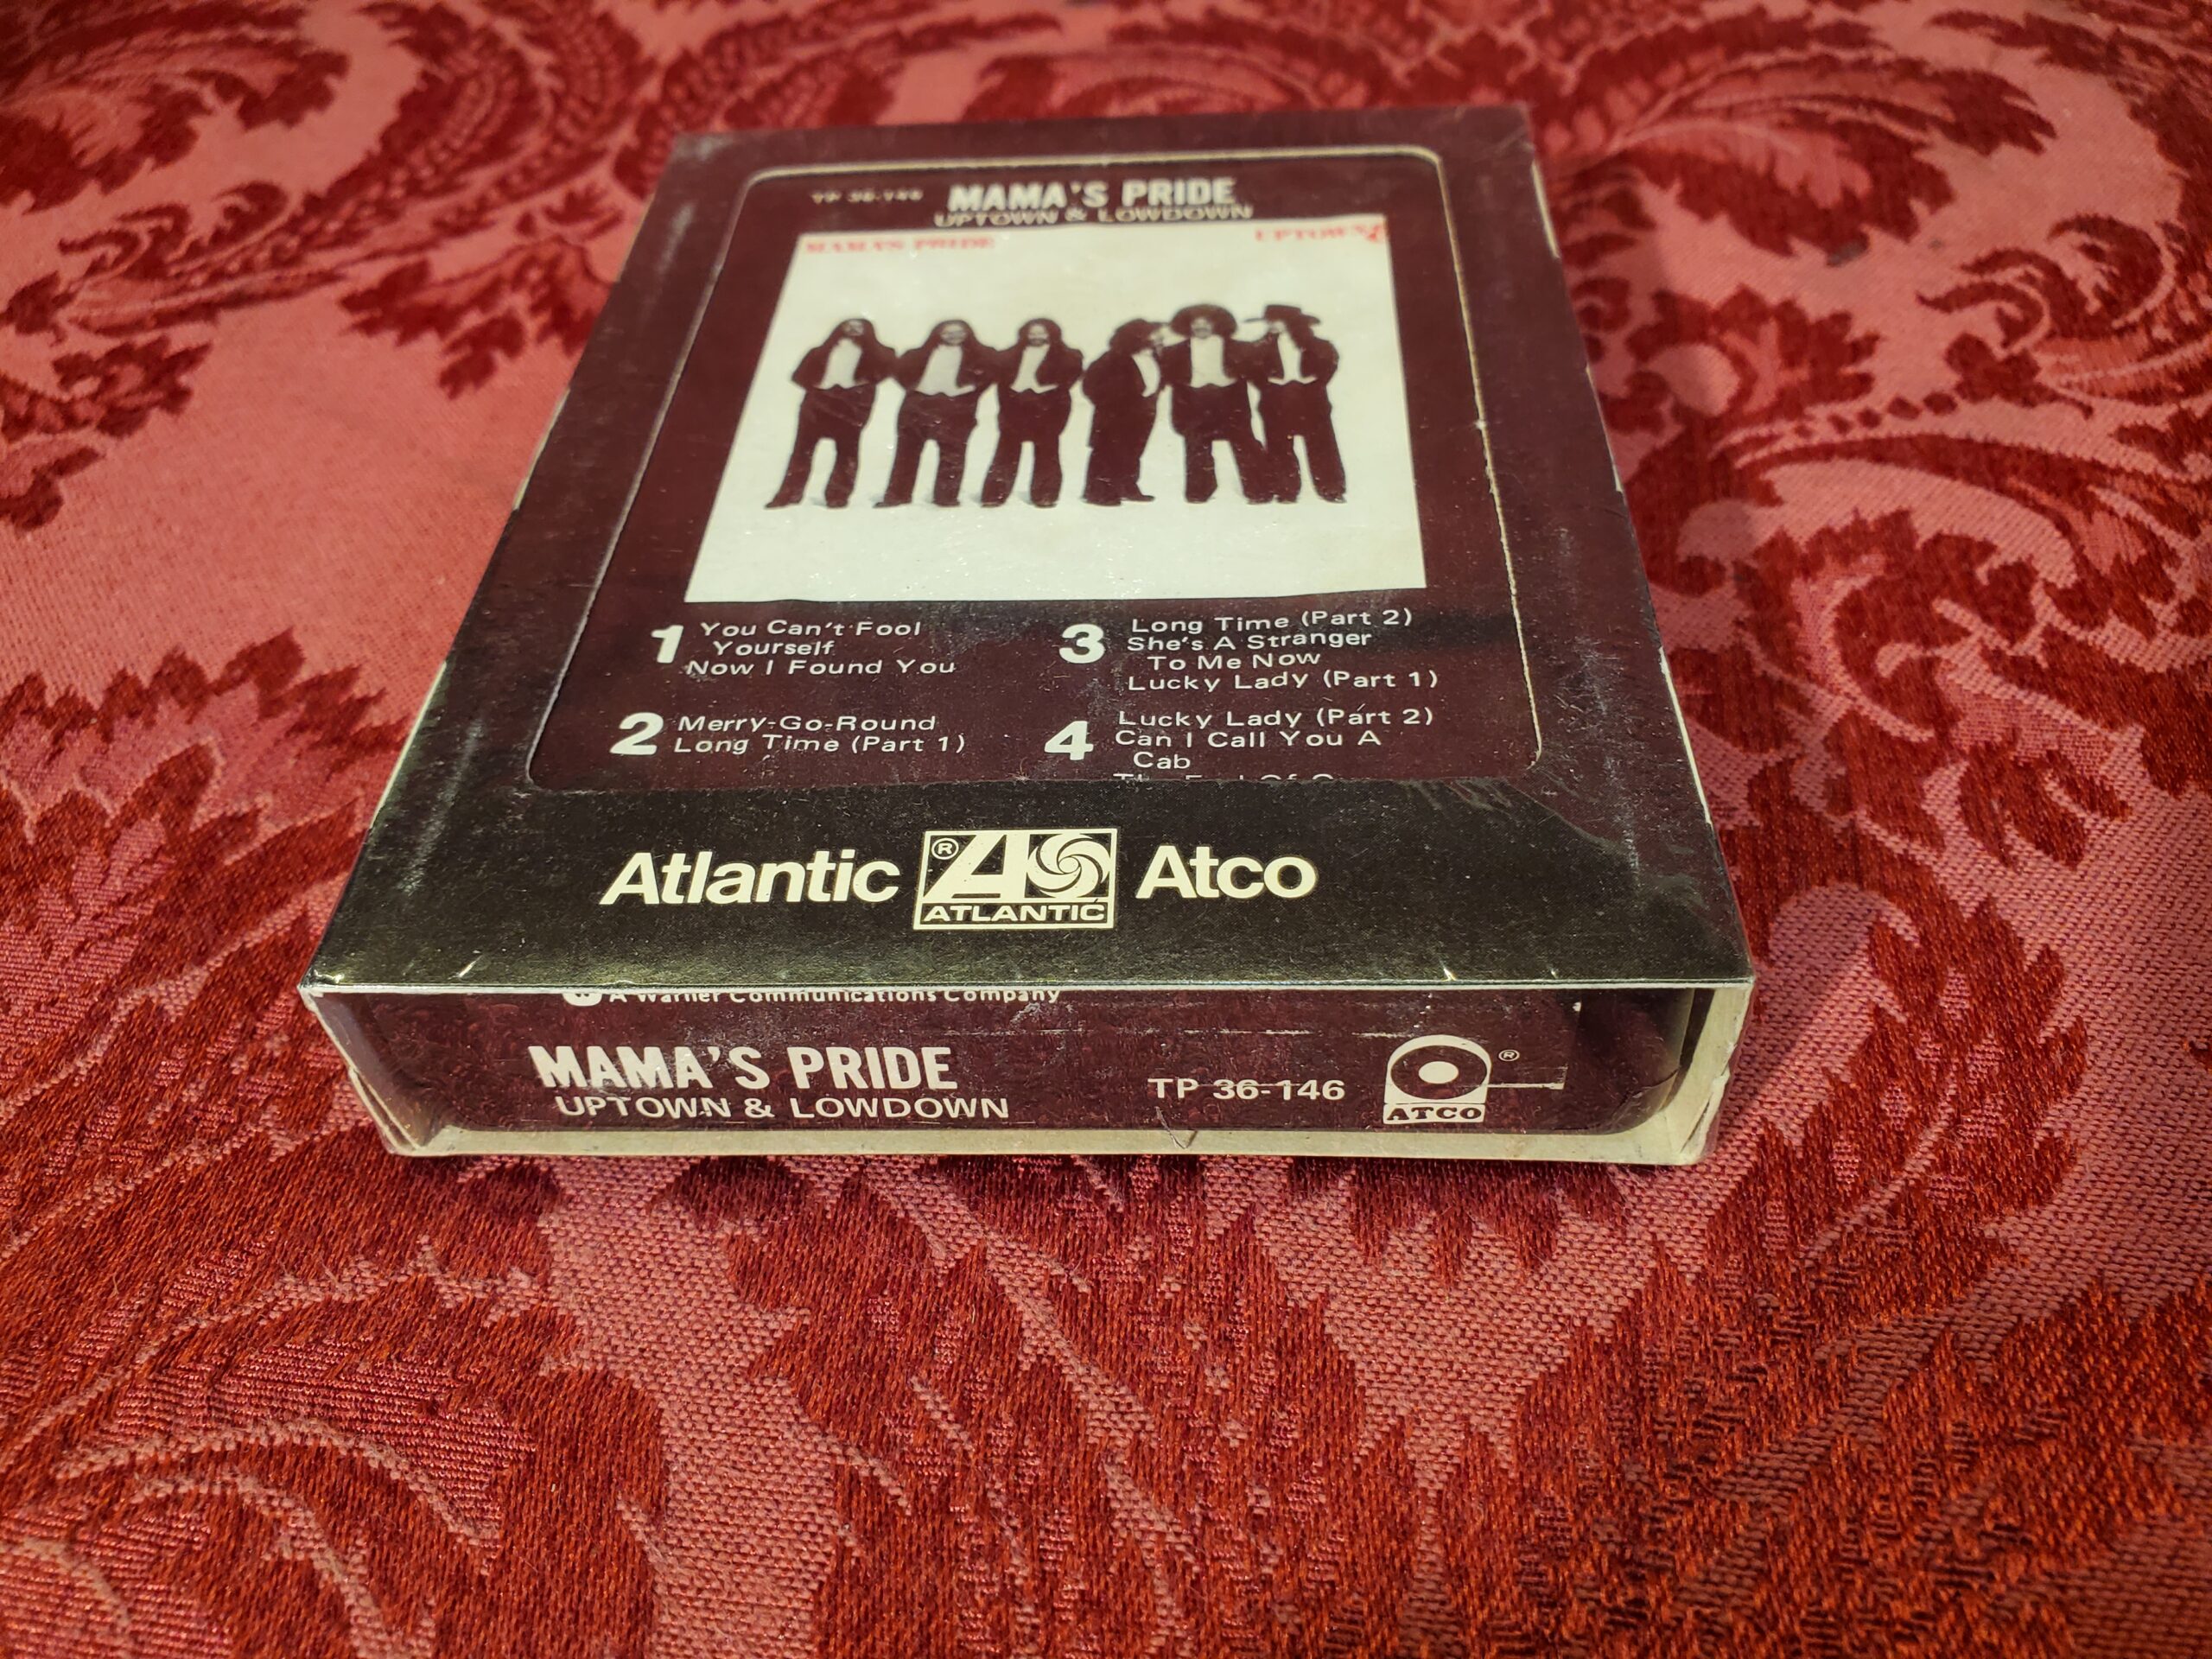 TP 36-146 MAMA'S PRIDE
UPTOWN & LOWDOWN
MAMA'S PRIDE UPTOWN &
1 You Can't Fool
Yourself
Now I Found You
2 Merry-Go-Round
Long Time (Part 1)
3 Long Time (Part 2)
She's A Stranger
To Me Now
Lucky Lady (Part 1)
4 Lucky Lady (Part 2)
Can I Call You A
Cab
Atlantic ® A ATLANTIC Atco
A Warner Communications Company
MAMA'S PRIDE
UPTOWN & LOWDOWN
TP 36-146 ATCO ®